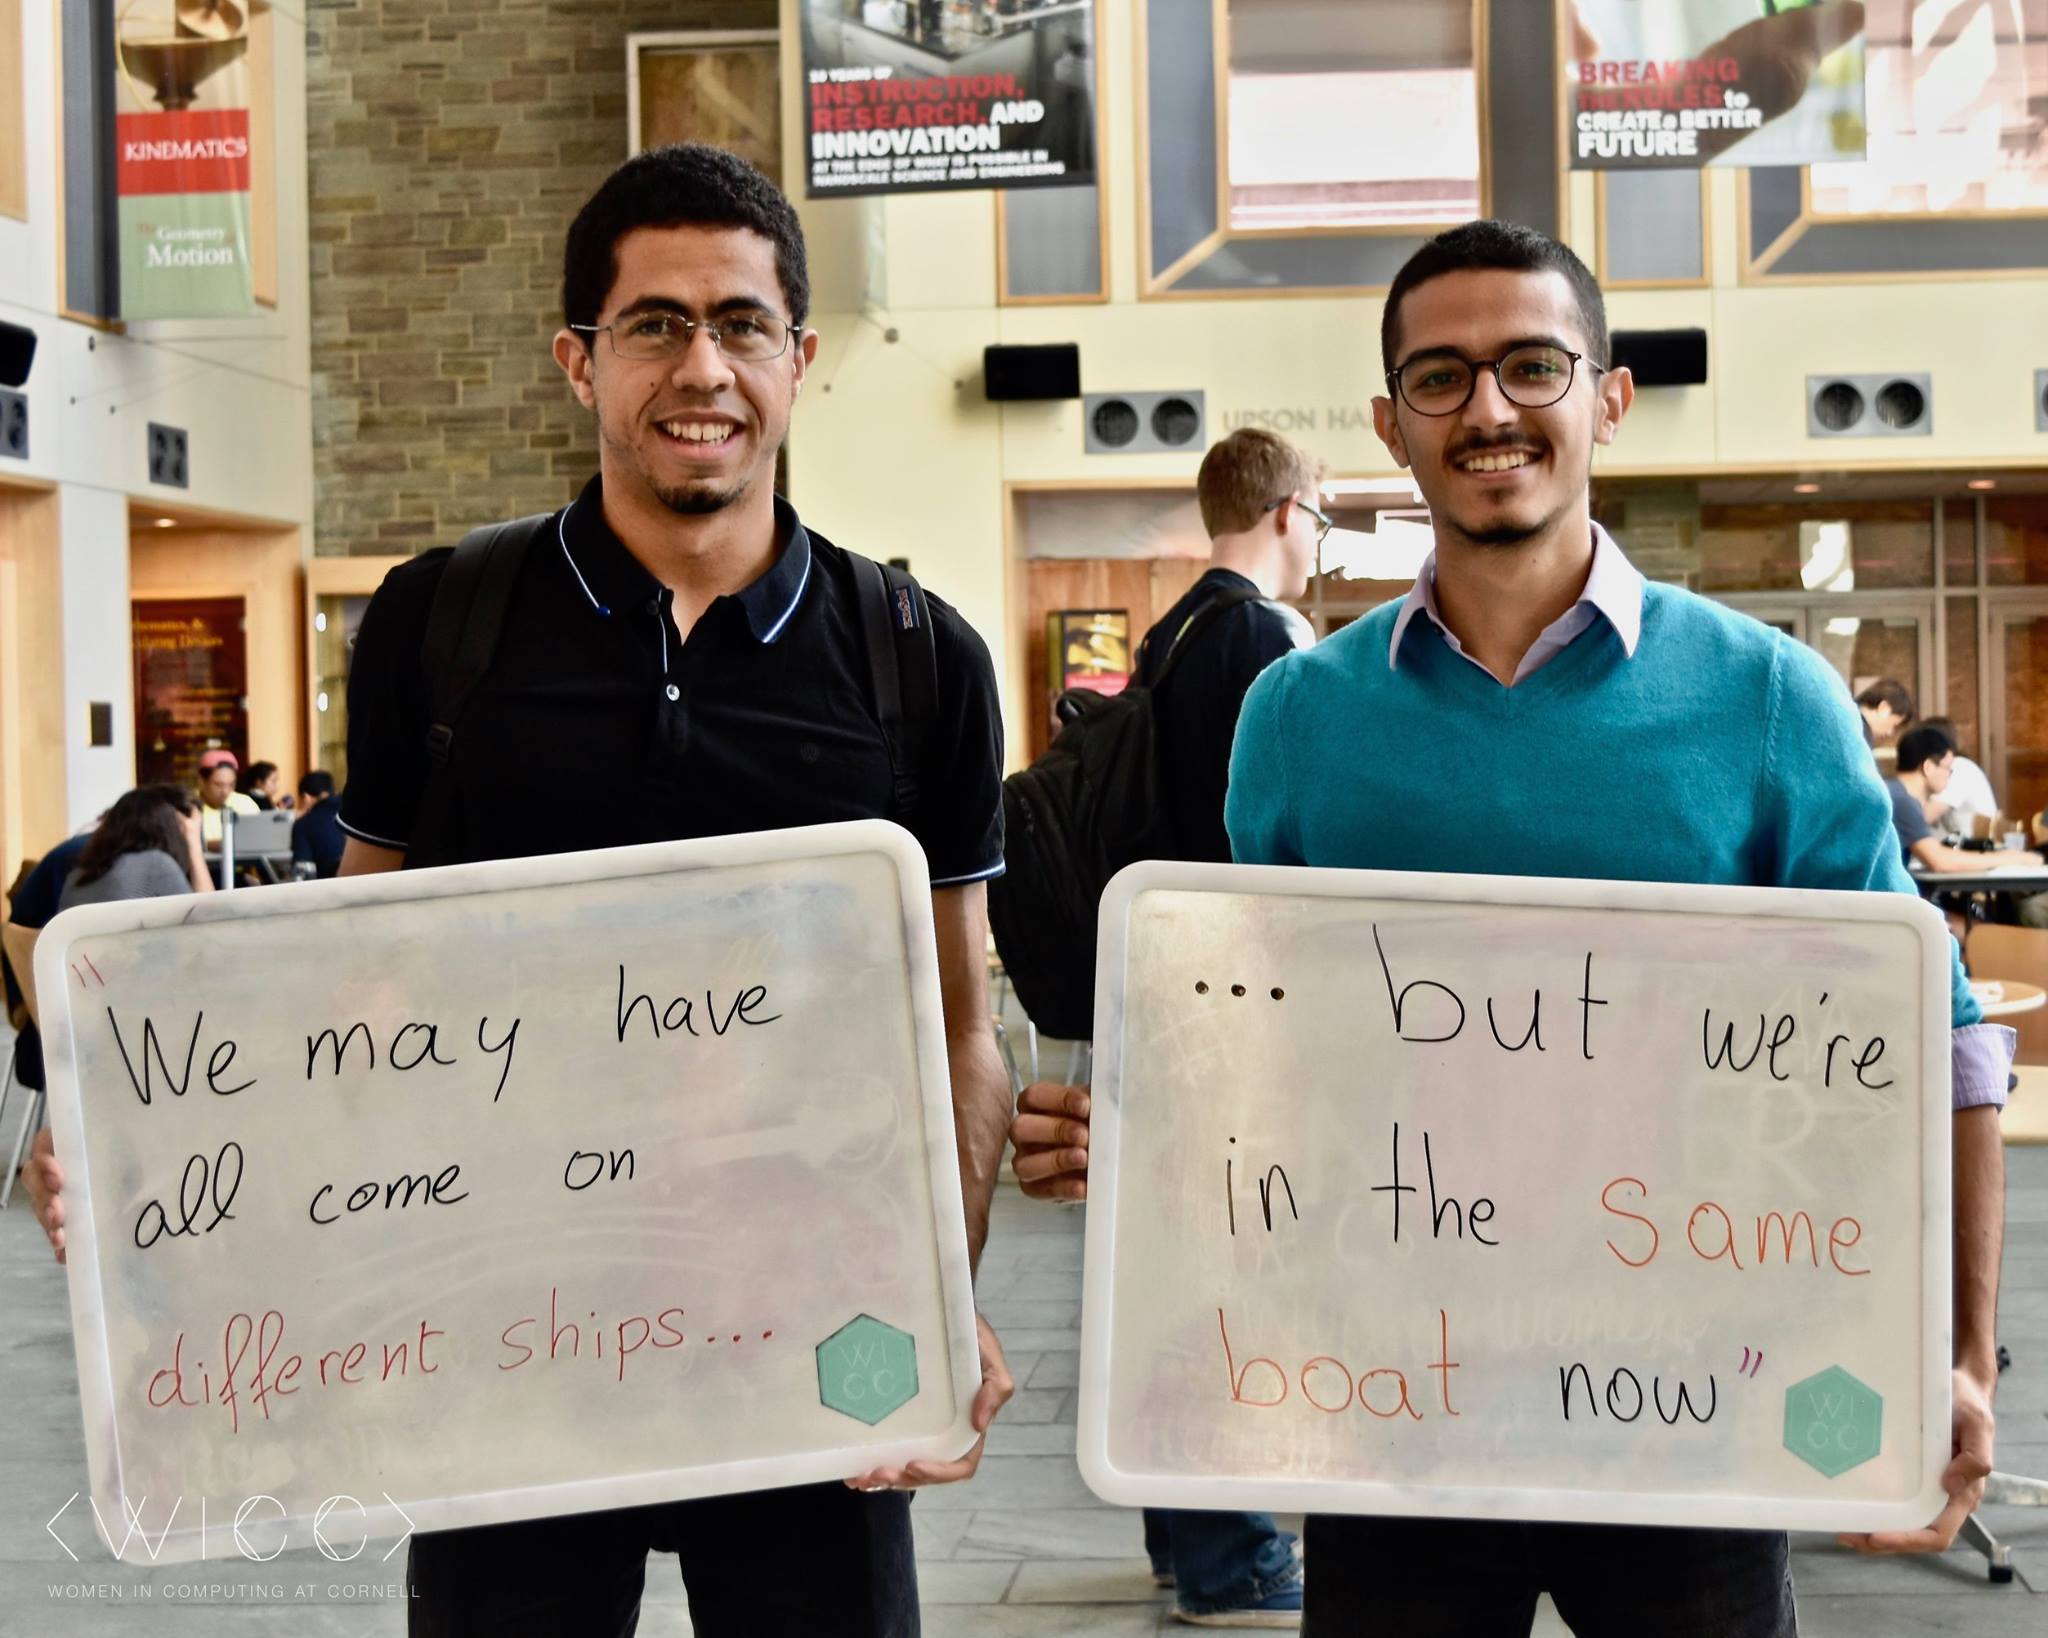 KINEMATICS
The Geometry
Motion
20 YEARS OF
INSTRUCTION,
RESEARCH, AND
INNOVATION
AT THE EDGE OF WHAT IS POSSIBLE IN
NANOSCALE SCIENCE AND ENGINEERING
BREAKING
THE RULES to
CREATE a BETTER
FUTURE
UPSON HAL
"We may have
all come on
different ships...
WI
CC
... but we're
in the same
boat now"
WI
CC
<WICC>
WOMEN IN COMPUTING AT CORNELL